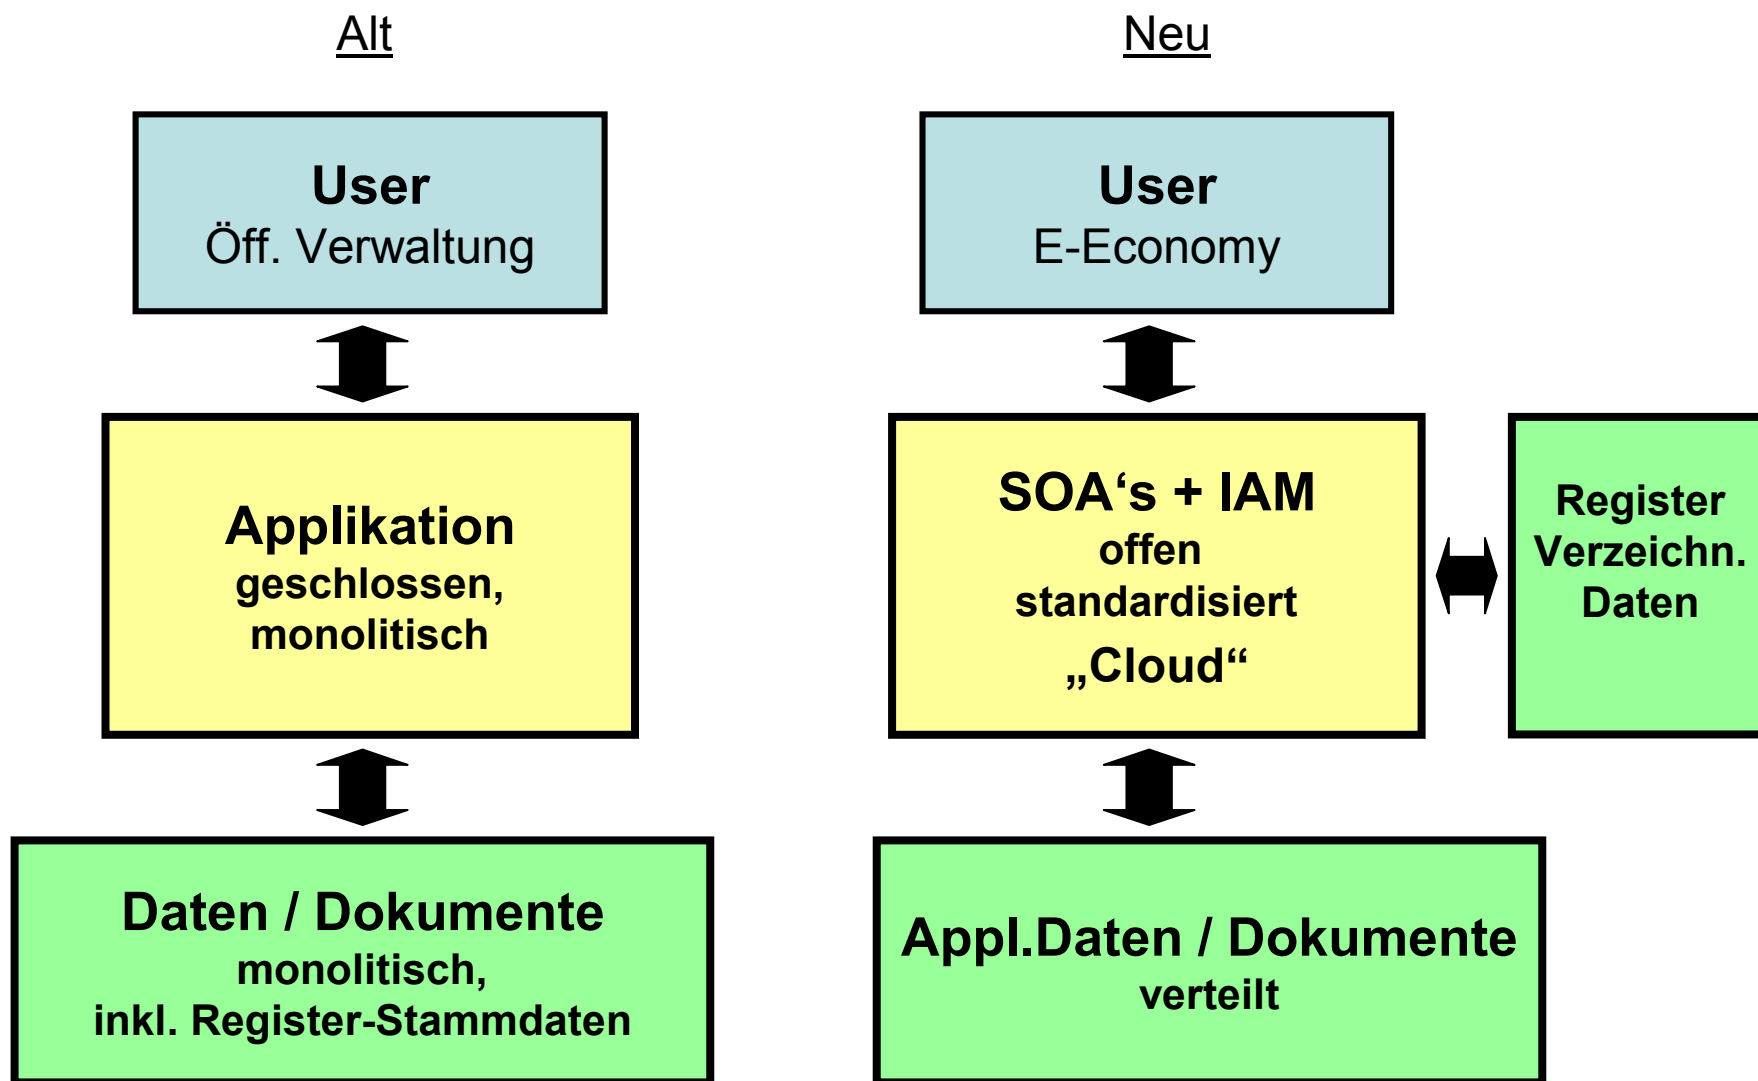 Alt
User
Öff. Verwaltung
Applikation
geschlossen,
monolitisch
Daten / Dokumente
monolitisch,
inkl. Register-Stammdaten
Neu
User
E-Economy
SOA‘s + IAM
offen
standardisiert
„Cloud“
Register
Verzeichn.
Daten
Appl.Daten / Dokumente
verteilt